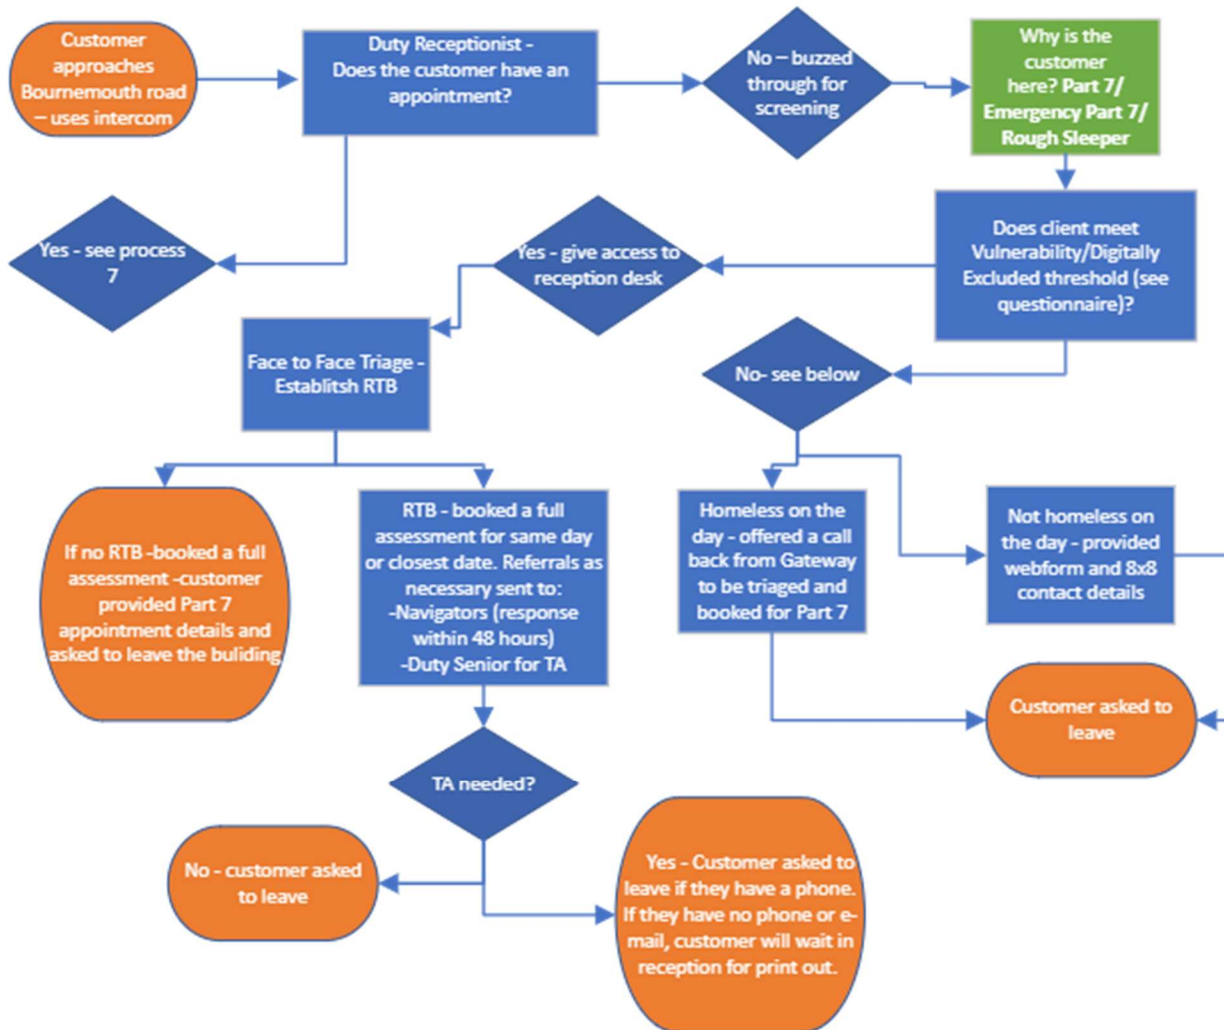 Customer
approaches
Bournemouth road
– uses intercom
Duty Receptionist -
Does the customer have an
appointment?
No – buzzed
through for
screening
Why is the
customer
here? Part 7/
Emergency Part 7/
Rough Sleeper
Yes - see process
7
Yes - give access to
reception desk
Does client meet
Vulnerability/Digitally
Excluded threshold (see
questionnaire)?
Face to Face Triage -
Establitsh RTB
No- see below
If no RTB -booked a full
assessment -customer
provided Part 7
appointment details and
asked to leave the buliding
RTB - booked a full
assessment for same day
or closest date. Referrals as
necessary sent to:
-Navigators (response
within 48 hours)
-Duty Senior for TA
Homeless on the
day - offered a call
back from Gateway
to be triaged and
booked for Part 7
Not homeless on
the day - provided
webform and 8x8
contact details
Customer asked to
leave
TA needed?
No - customer asked
to leave
Yes - Customer asked to
leave if they have a phone.
If they have no phone or e-
mail, customer will wait in
reception for print out.